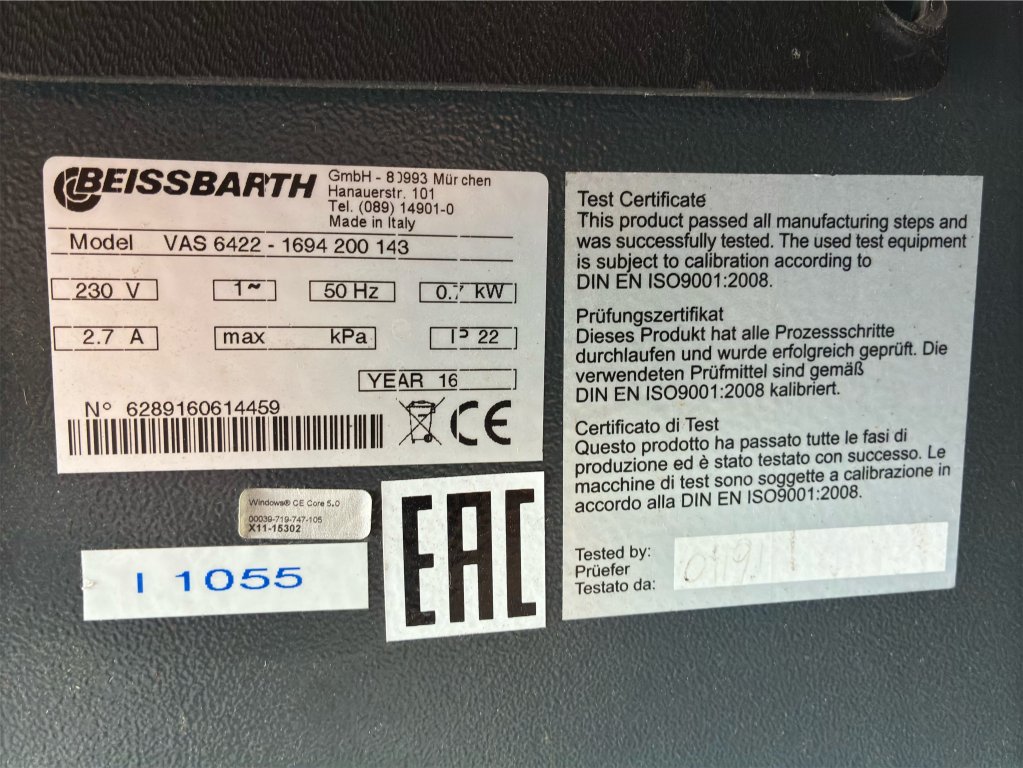 BEISSBARTH
GmbH - 80993 München
Hanauerstr. 101
Tel. (089) 14901-0
Made in Italy
Model VAS 6422 - 1694 200 143
230 V 1~ 50 Hz 0.7 kW
2.7 A max kPa IP 22
YEAR 16
N° 6289160614459
CE
Windows® CE Core 5.0
00039-719-747-105
X11-15302
I 1055
EAC
Test Certificate
This product passed all manufacturing steps and
was successfully tested. The used test equipment
is subject to calibration according to
DIN EN ISO9001:2008.
Prüfungszertifikat
Dieses Produkt hat alle Prozessschritte
durchlaufen und wurde erfolgreich geprüft. Die
verwendeten Prüfmittel sind gemäß
DIN EN ISO9001:2008 kalibriert.
Certificato di Test
Questo prodotto ha passato tutte le fasi di
produzione ed è stato testato con successo. Le
macchine di test sono soggette a calibrazione in
accordo alla DIN EN ISO9001:2008.
Tested by:
Prüefer
Testato da: